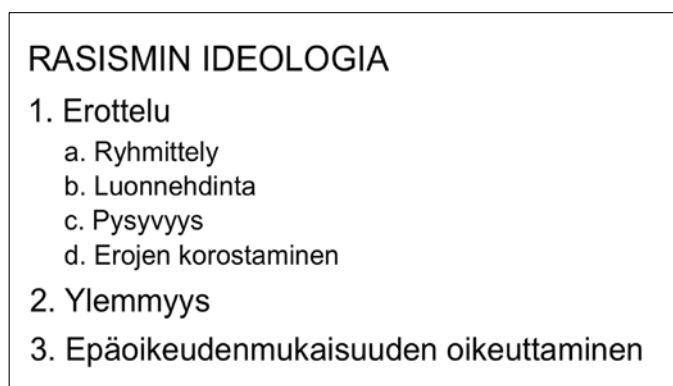 RASISMIN IDEOLOGIA
1. Erottelu
a. Ryhmittely
b. Luonnehdinta
c. Pysyvyys
d. Erojen korostaminen
2. Ylemmyys
3. Epäoikeudenmukaisuuden oikeuttaminen